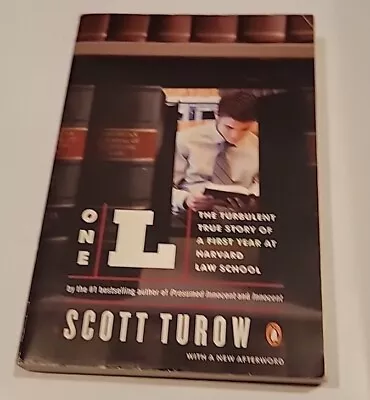 ONE
L
THE TURBULENT
TRUE STORY OF
A FIRST YEAR AT
HARVARD
LAW SCHOOL
by the #1 bestselling author of Presumed Innocent and Innocent
SCOTT TUROW
WITH A NEW AFTERWORD